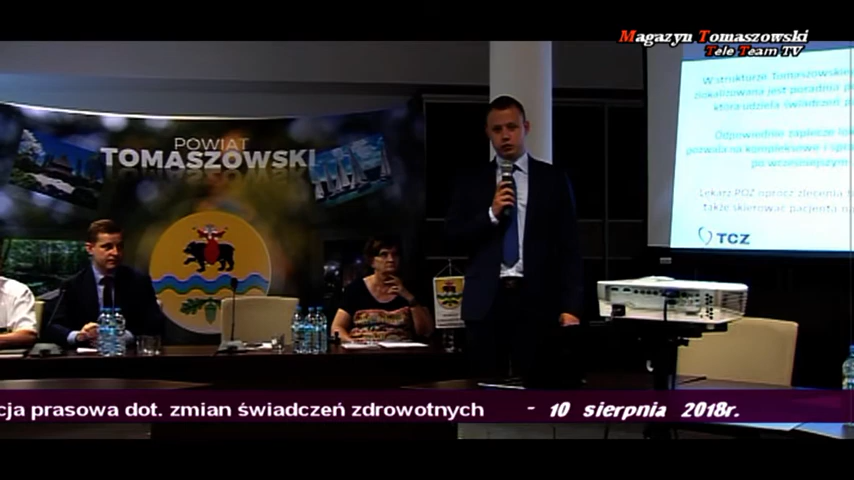 Magazyn Tomaszowski
Tele Team TV
POWIAT
TOMASZOWSKI
W strukturze Tomaszowskie
zlokalizowana jest poradnia
która udziela świadczeń
Odpowiednie zaplecze
pozwala na kompleksowe i
po wcześniejszym
Lekarz POZ oprócz zlecenia
także skierować pacjenta na
TCZ
cja prasowa dot. zmian świadczeń zdrowotnych - 10 sierpnia 2018r.